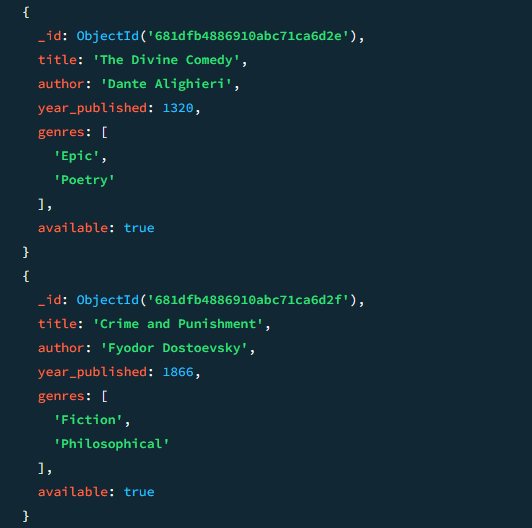 {
_id: ObjectId('681dfb4886910abc71ca6d2e'),
title: 'The Divine Comedy',
author: 'Dante Alighieri',
year_published: 1320,
genres: [
'Epic',
'Poetry'
],
available: true
}
{
_id: ObjectId('681dfb4886910abc71ca6d2f'),
title: 'Crime and Punishment',
author: 'Fyodor Dostoevsky',
year_published: 1866,
genres: [
'Fiction',
'Philosophical'
],
available: true
}